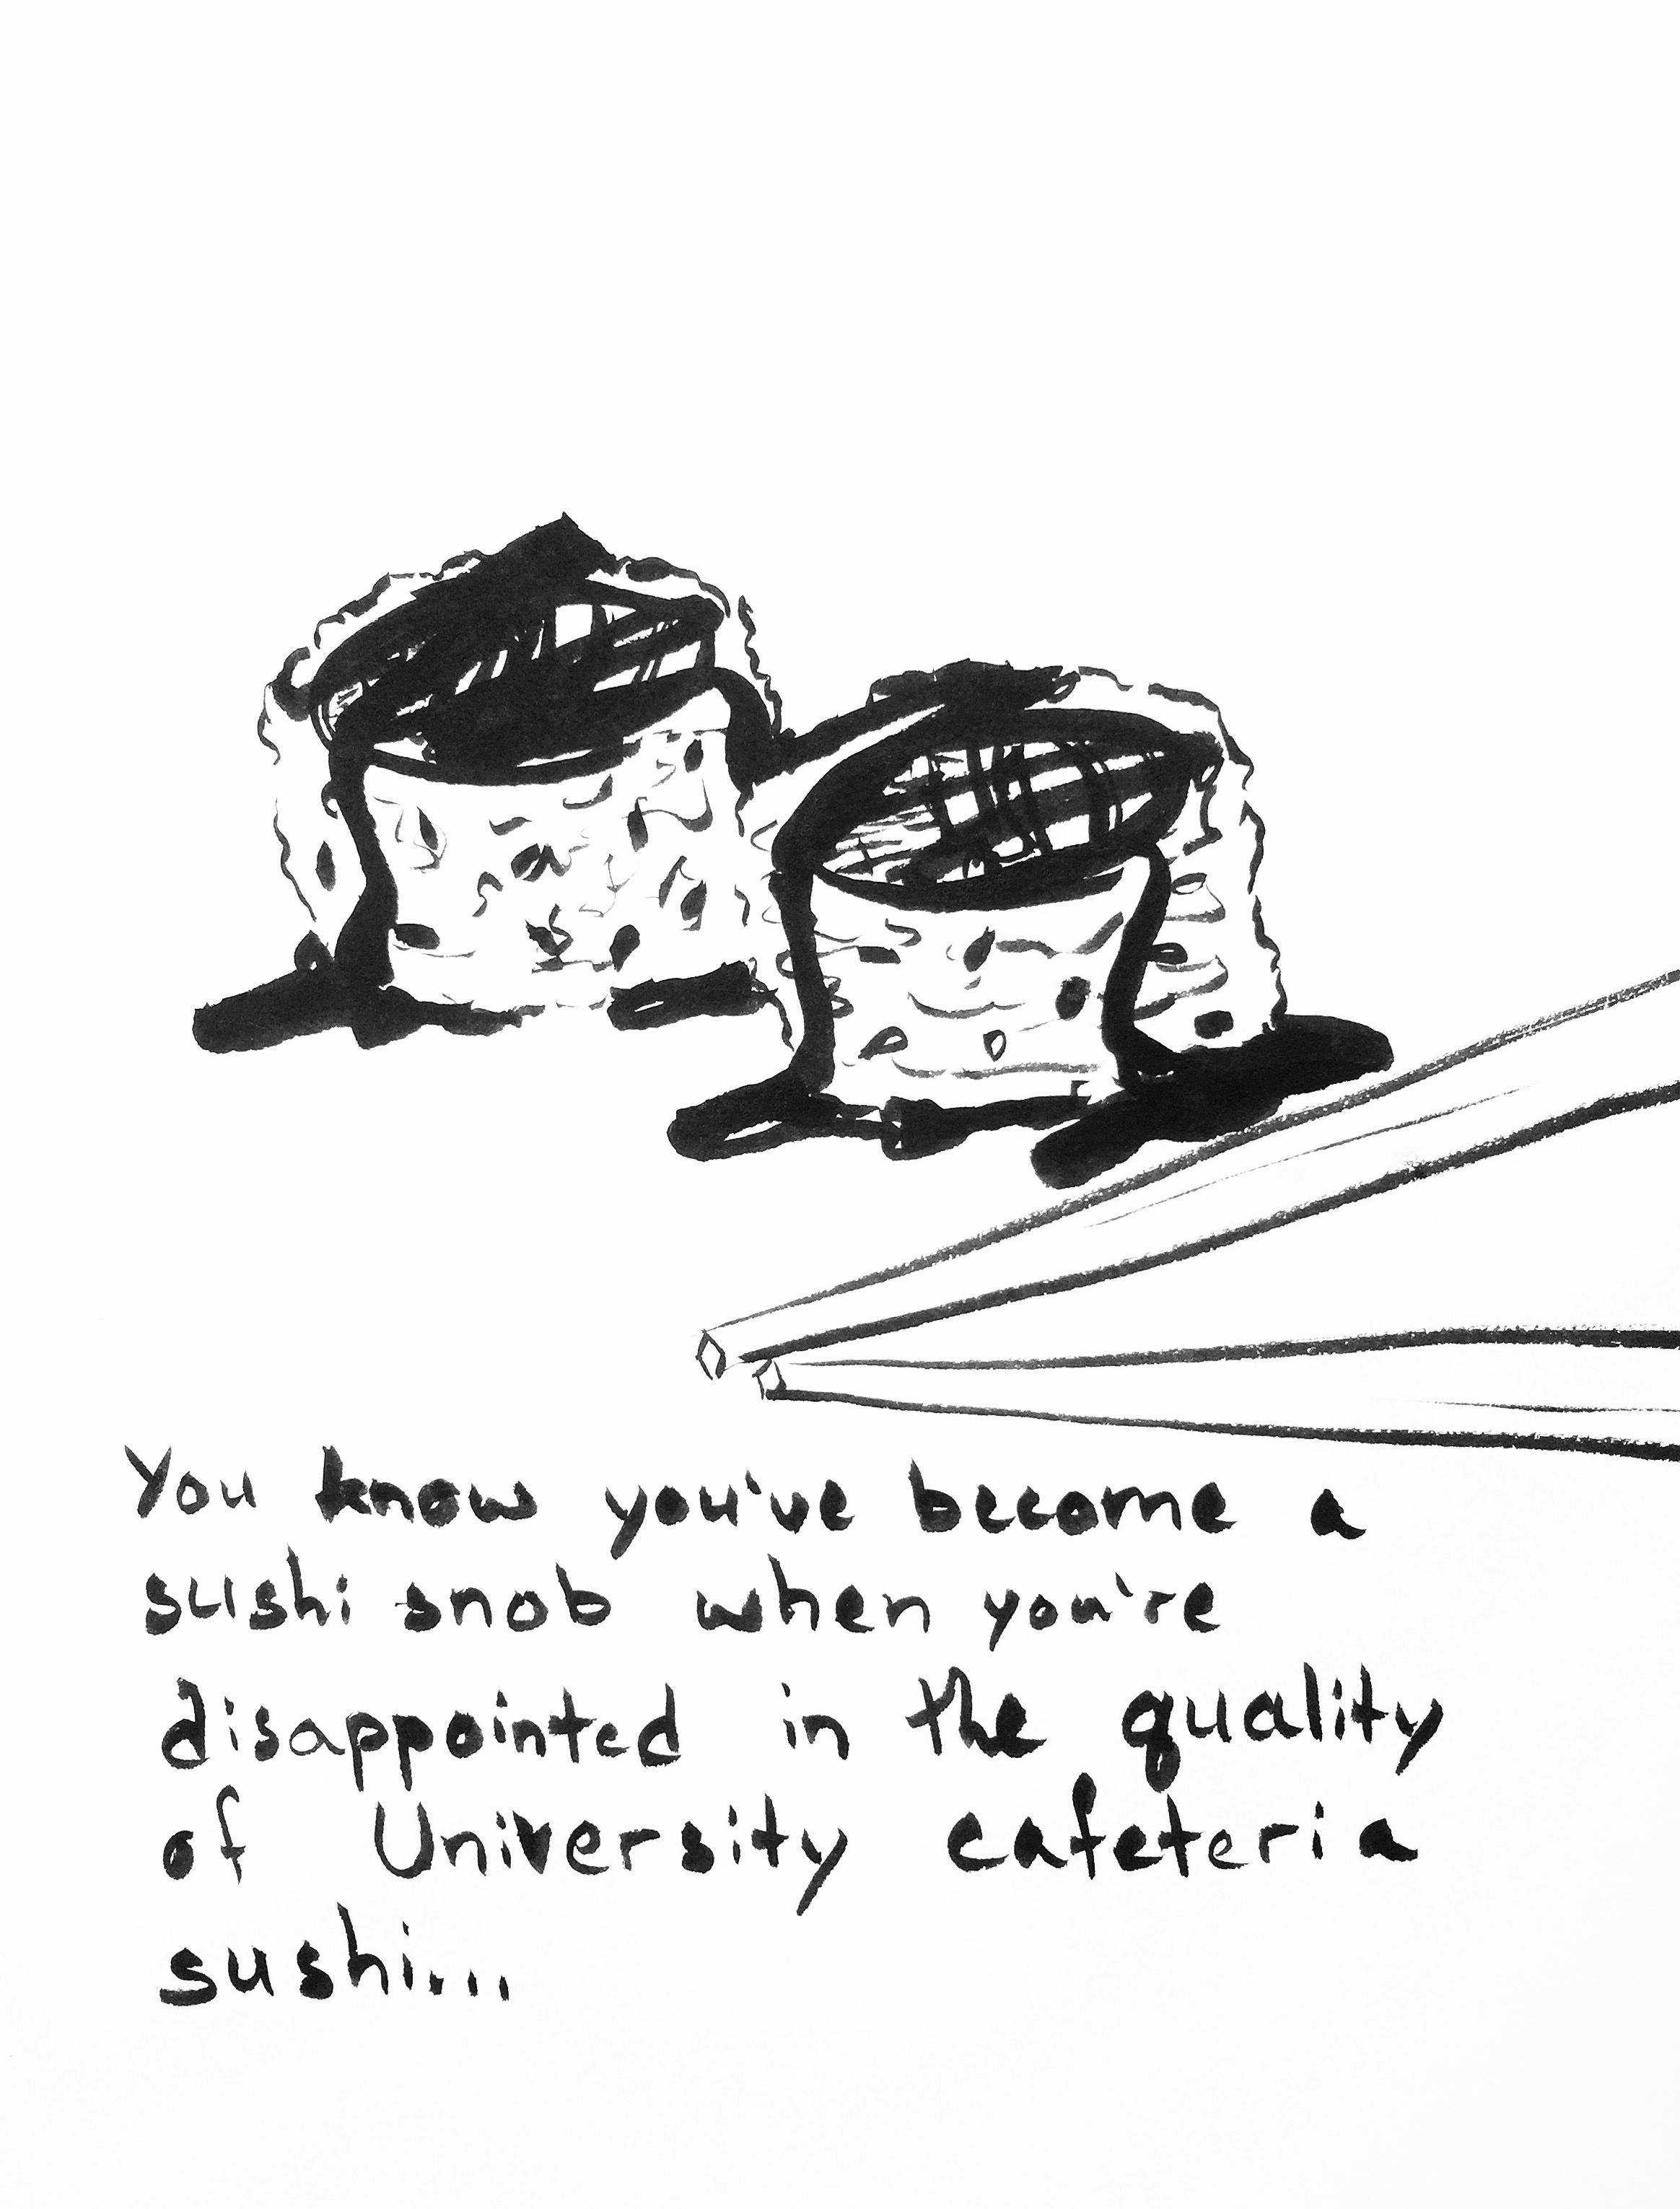 You know you've become a
sushi snob when you're
disappointed in the quality
of University cafeteria
sushi....